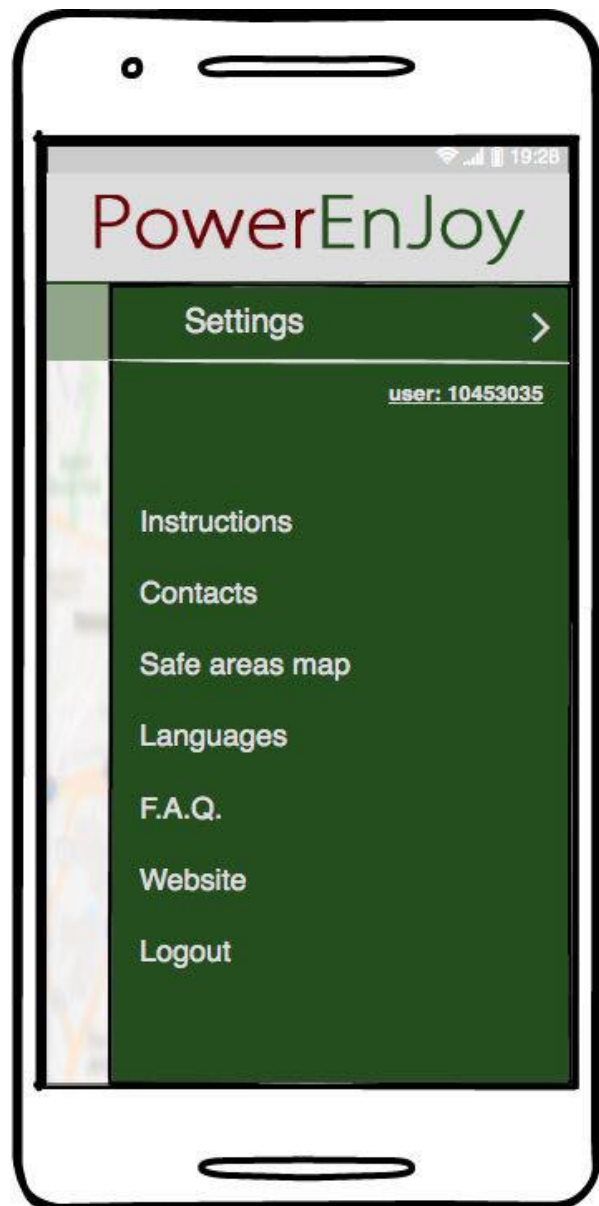 19:28
PowerEnJoy
Settings
user: 10453035
Instructions
Contacts
Safe areas map
Languages
F.A.Q.
Website
Logout